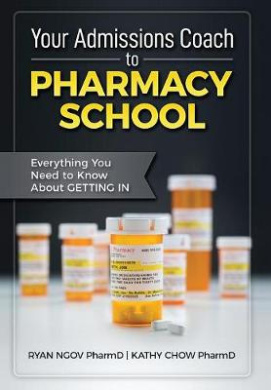 Your Admissions Coach
to
PHARMACY
SCHOOL
Everything You
Need to Know
About GETTING IN
RYAN NGOV PharmD | KATHY CHOW PharmD